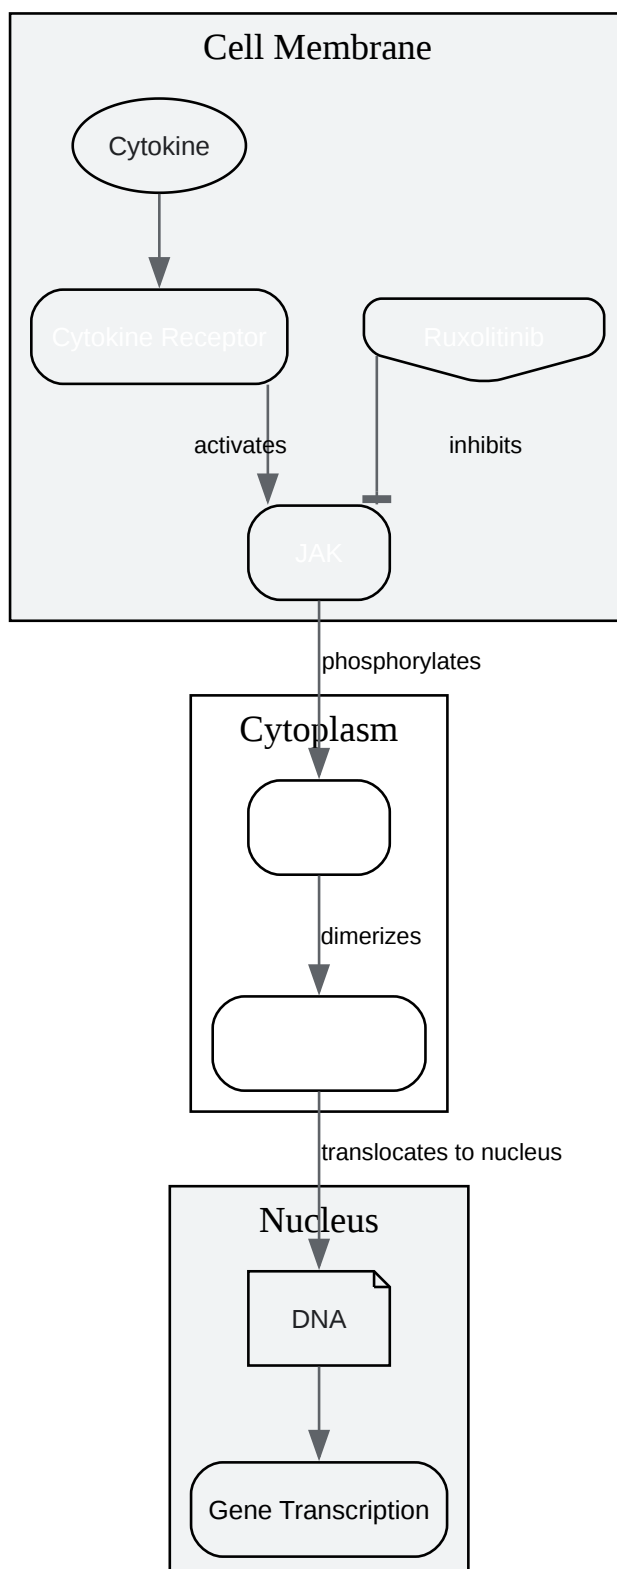 Cell Membrane
Cytokine
Cytokine Receptor
Ruxolitinib
activates
inhibits
JAK
phosphorylates
Cytoplasm
dimerizes
translocates to nucleus
Nucleus
DNA
Gene Transcription